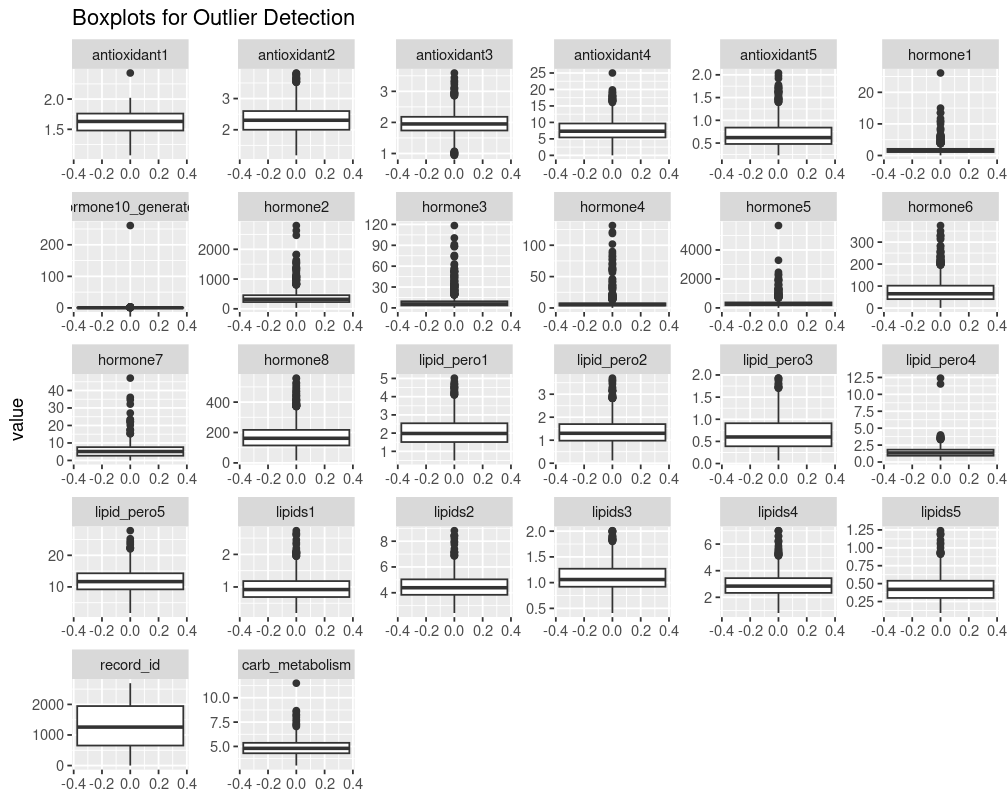 Boxplots for Outlier Detection
antioxidant1 antioxidant2 antioxidant3 antioxidant4 antioxidant5 hormone1
2.0 1.5 3 2 3 2 1 25 20 15 10 5 0 2.0 1.5 1.0 0.5 20 10 0
-0.4 -0.2 0.0 0.2 0.4 -0.4 -0.2 0.0 0.2 0.4 -0.4 -0.2 0.0 0.2 0.4 -0.4 -0.2 0.0 0.2 0.4 -0.4 -0.2 0.0 0.2 0.4 -0.4 -0.2 0.0 0.2 0.4
ormone10_generate hormone2 hormone3 hormone4 hormone5 hormone6
200 100 0 2000 1000 0 120 90 60 30 0 100 50 0 4000 2000 0 300 200 100 0
-0.4 -0.2 0.0 0.2 0.4 -0.4 -0.2 0.0 0.2 0.4 -0.4 -0.2 0.0 0.2 0.4 -0.4 -0.2 0.0 0.2 0.4 -0.4 -0.2 0.0 0.2 0.4 -0.4 -0.2 0.0 0.2 0.4
hormone7 hormone8 lipid_pero1 lipid_pero2 lipid_pero3 lipid_pero4
value
40 30 20 10 0 400 200 0 5 4 3 2 1 3 2 1 0 2.0 1.5 1.0 0.5 0.0 12.5 10.0 7.5 5.0 2.5 0.0
-0.4 -0.2 0.0 0.2 0.4 -0.4 -0.2 0.0 0.2 0.4 -0.4 -0.2 0.0 0.2 0.4 -0.4 -0.2 0.0 0.2 0.4 -0.4 -0.2 0.0 0.2 0.4 -0.4 -0.2 0.0 0.2 0.4
lipid_pero5 lipids1 lipids2 lipids3 lipids4 lipids5
20 10 2 1 8 6 4 2.0 1.5 1.0 0.5 6 4 2 1.25 1.00 0.75 0.50 0.25
-0.4 -0.2 0.0 0.2 0.4 -0.4 -0.2 0.0 0.2 0.4 -0.4 -0.2 0.0 0.2 0.4 -0.4 -0.2 0.0 0.2 0.4 -0.4 -0.2 0.0 0.2 0.4 -0.4 -0.2 0.0 0.2 0.4
record_id carb_metabolism
2000 1000 0 10.0 7.5 5.0
-0.4 -0.2 0.0 0.2 0.4 -0.4 -0.2 0.0 0.2 0.4